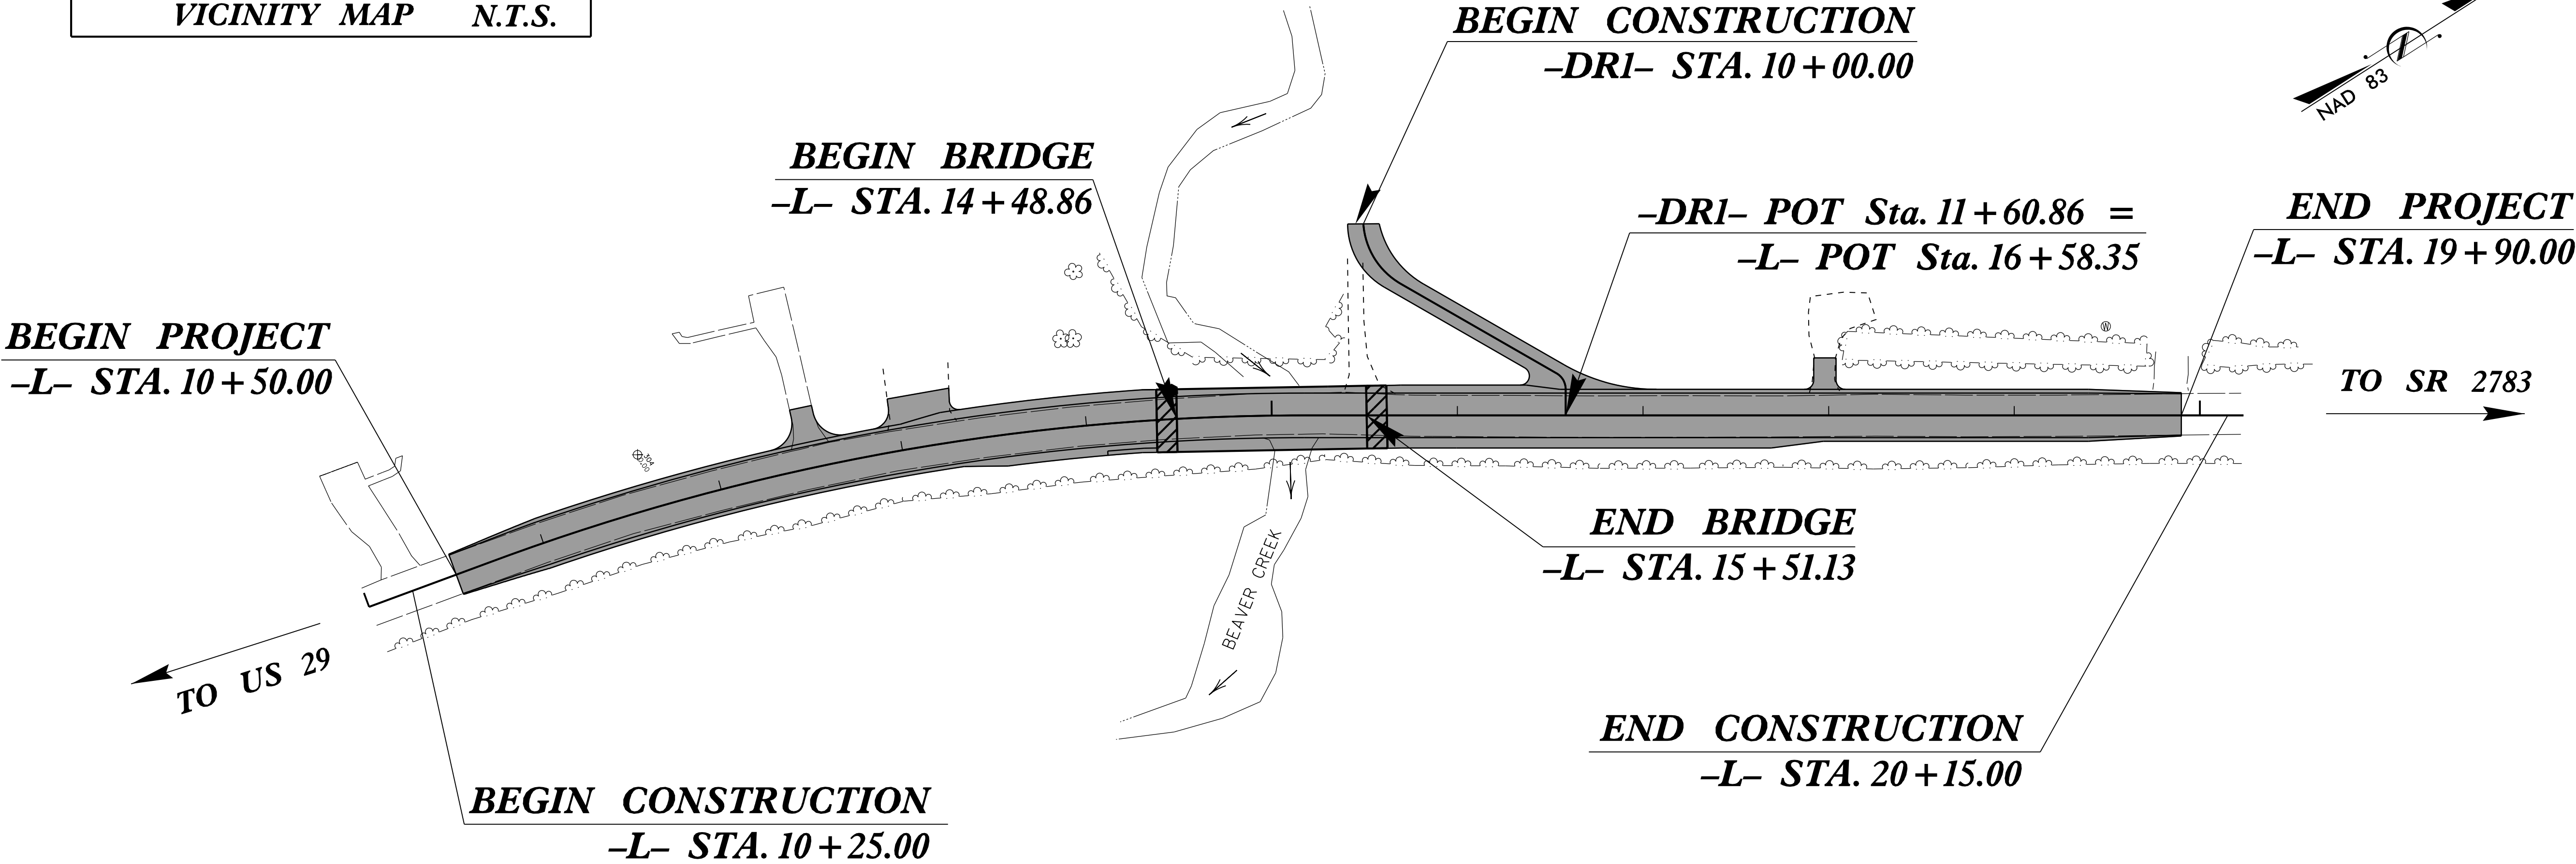 VICINITY MAP N.T.S.
BEGIN CONSTRUCTION
–DR1– STA. 10+00.00
NAD 83
BEGIN BRIDGE
–L– STA. 14+48.86
–DR1– POT Sta. 11+60.86 =
–L– POT Sta. 16+58.35
END PROJECT
–L– STA. 19+90.00
BEGIN PROJECT
–L– STA. 10+50.00
W
TO SR 2783
END BRIDGE
–L– STA. 15+51.13
BEAVER CREEK
TO US 29
END CONSTRUCTION
–L– STA. 20+15.00
BEGIN CONSTRUCTION
–L– STA. 10+25.00